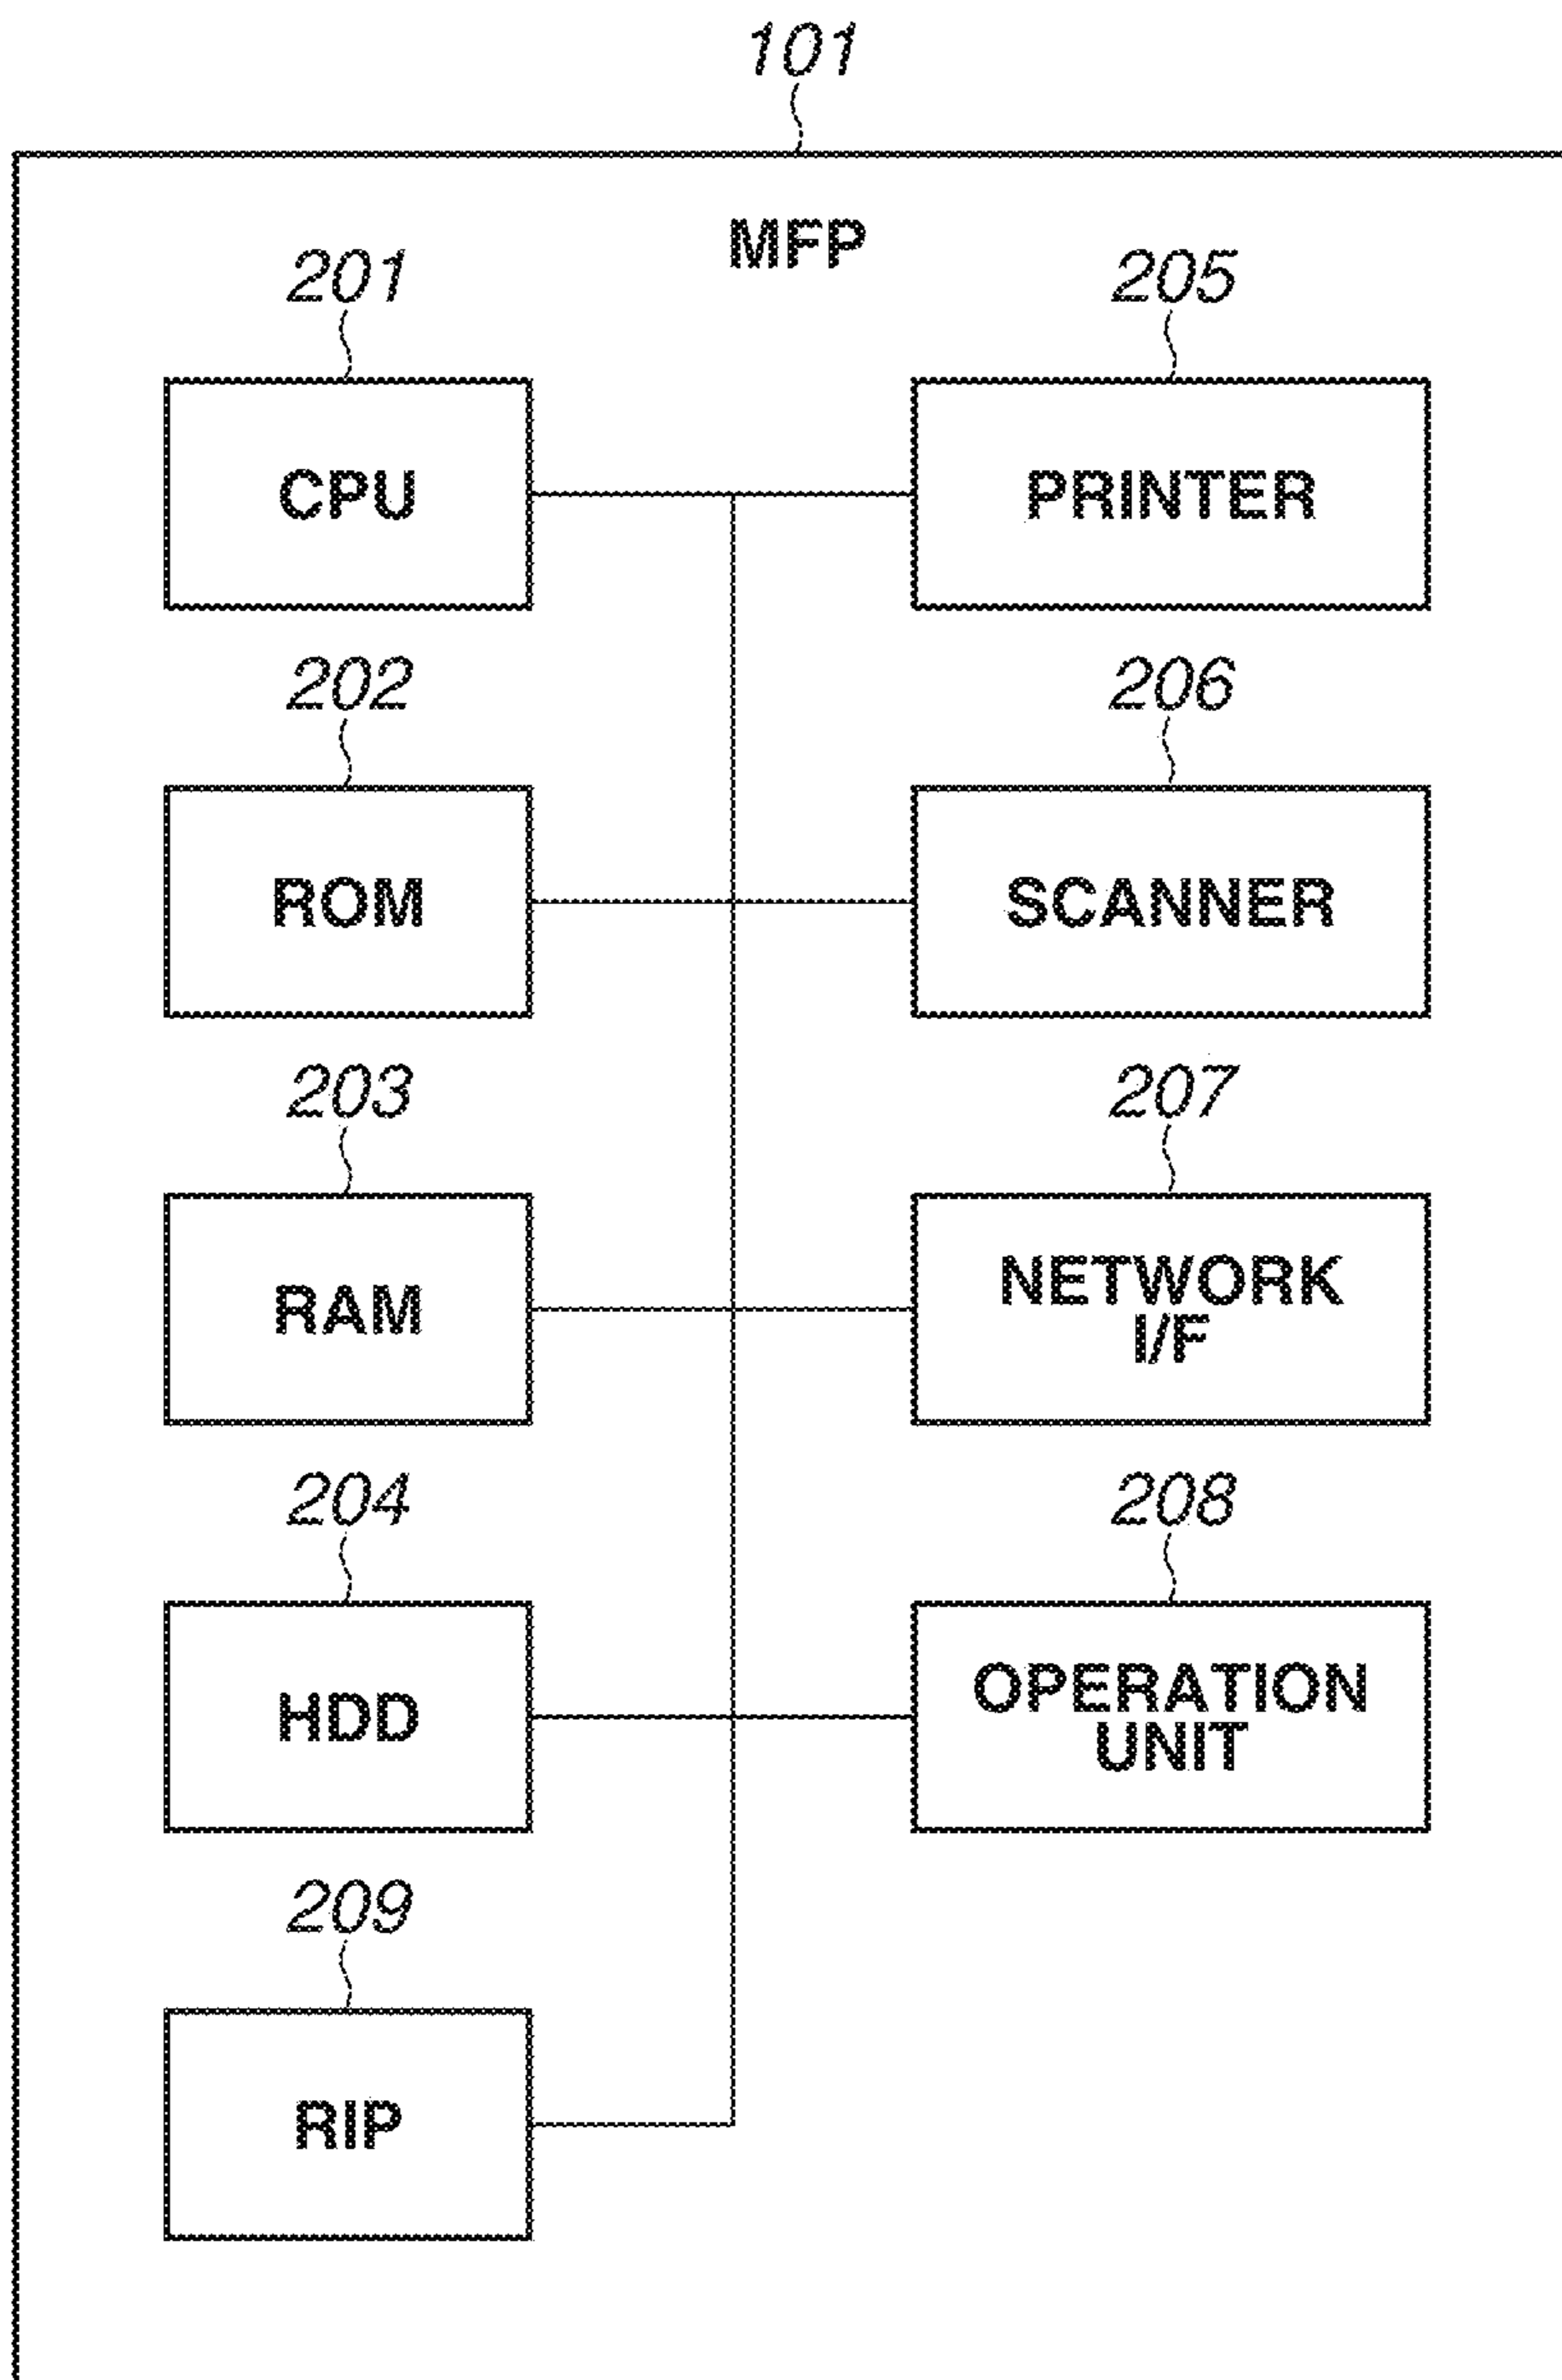 101
MFP
201
205
CPU
PRINTER
202
206
ROM
SCANNER
203
207
RAM
NETWORK
I/F
204
208
HDD
OPERATION
UNIT
209
RIP